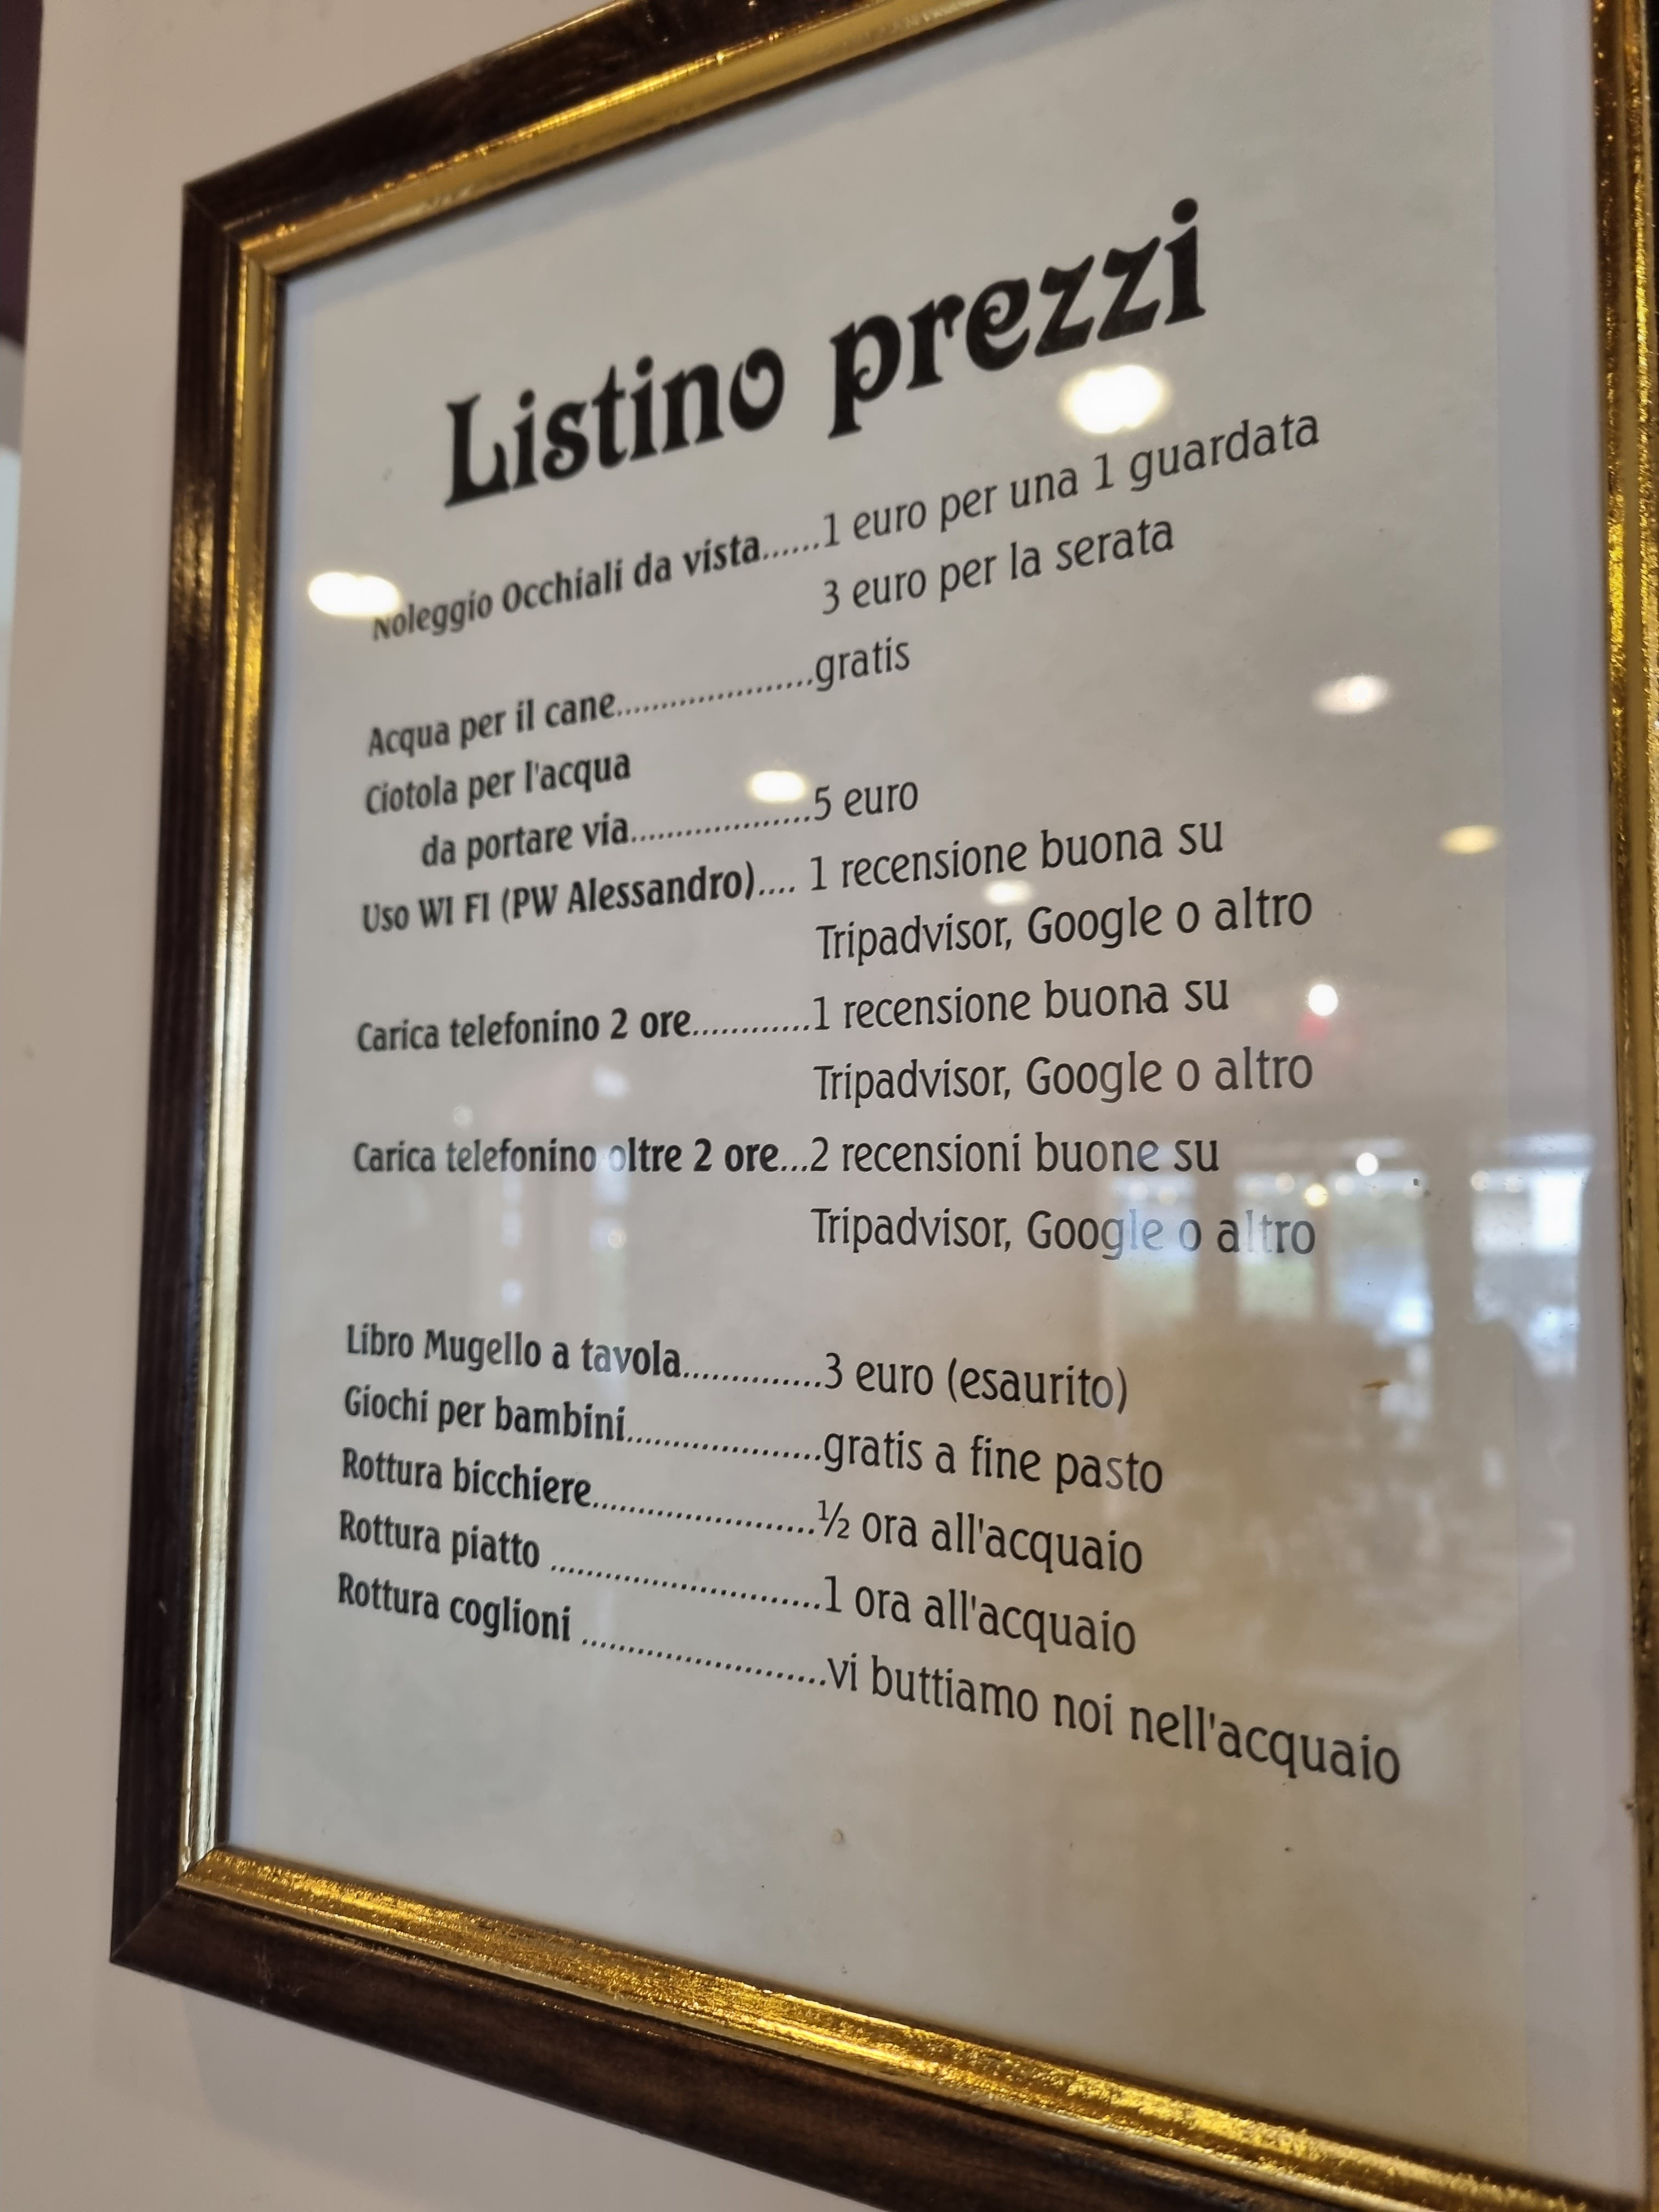 Listino prezzi
Noleggio Occhiali da vista......1 euro per una 1 guardata
3 euro per la serata
Acqua per il cane.....................gratis
Ciotola per l'acqua
da portare via...................5 euro
Uso WI FI (PW Alessandro).... 1 recensione buona su
Tripadvisor, Google o altro
Carica telefonino 2 ore............1 recensione buona su
Tripadvisor, Google o altro
Carica telefonino oltre 2 ore...2 recensioni buone su
Tripadvisor, Google o altro
Libro Mugello a tavola..............3 euro (esaurito)
Giochi per bambini....................gratis a fine pasto
Rottura bicchiere.......................½ ora all'acquaio
Rottura piatto ............................1 ora all'acquaio
Rottura coglioni .........................vi buttiamo noi nell'acquaio